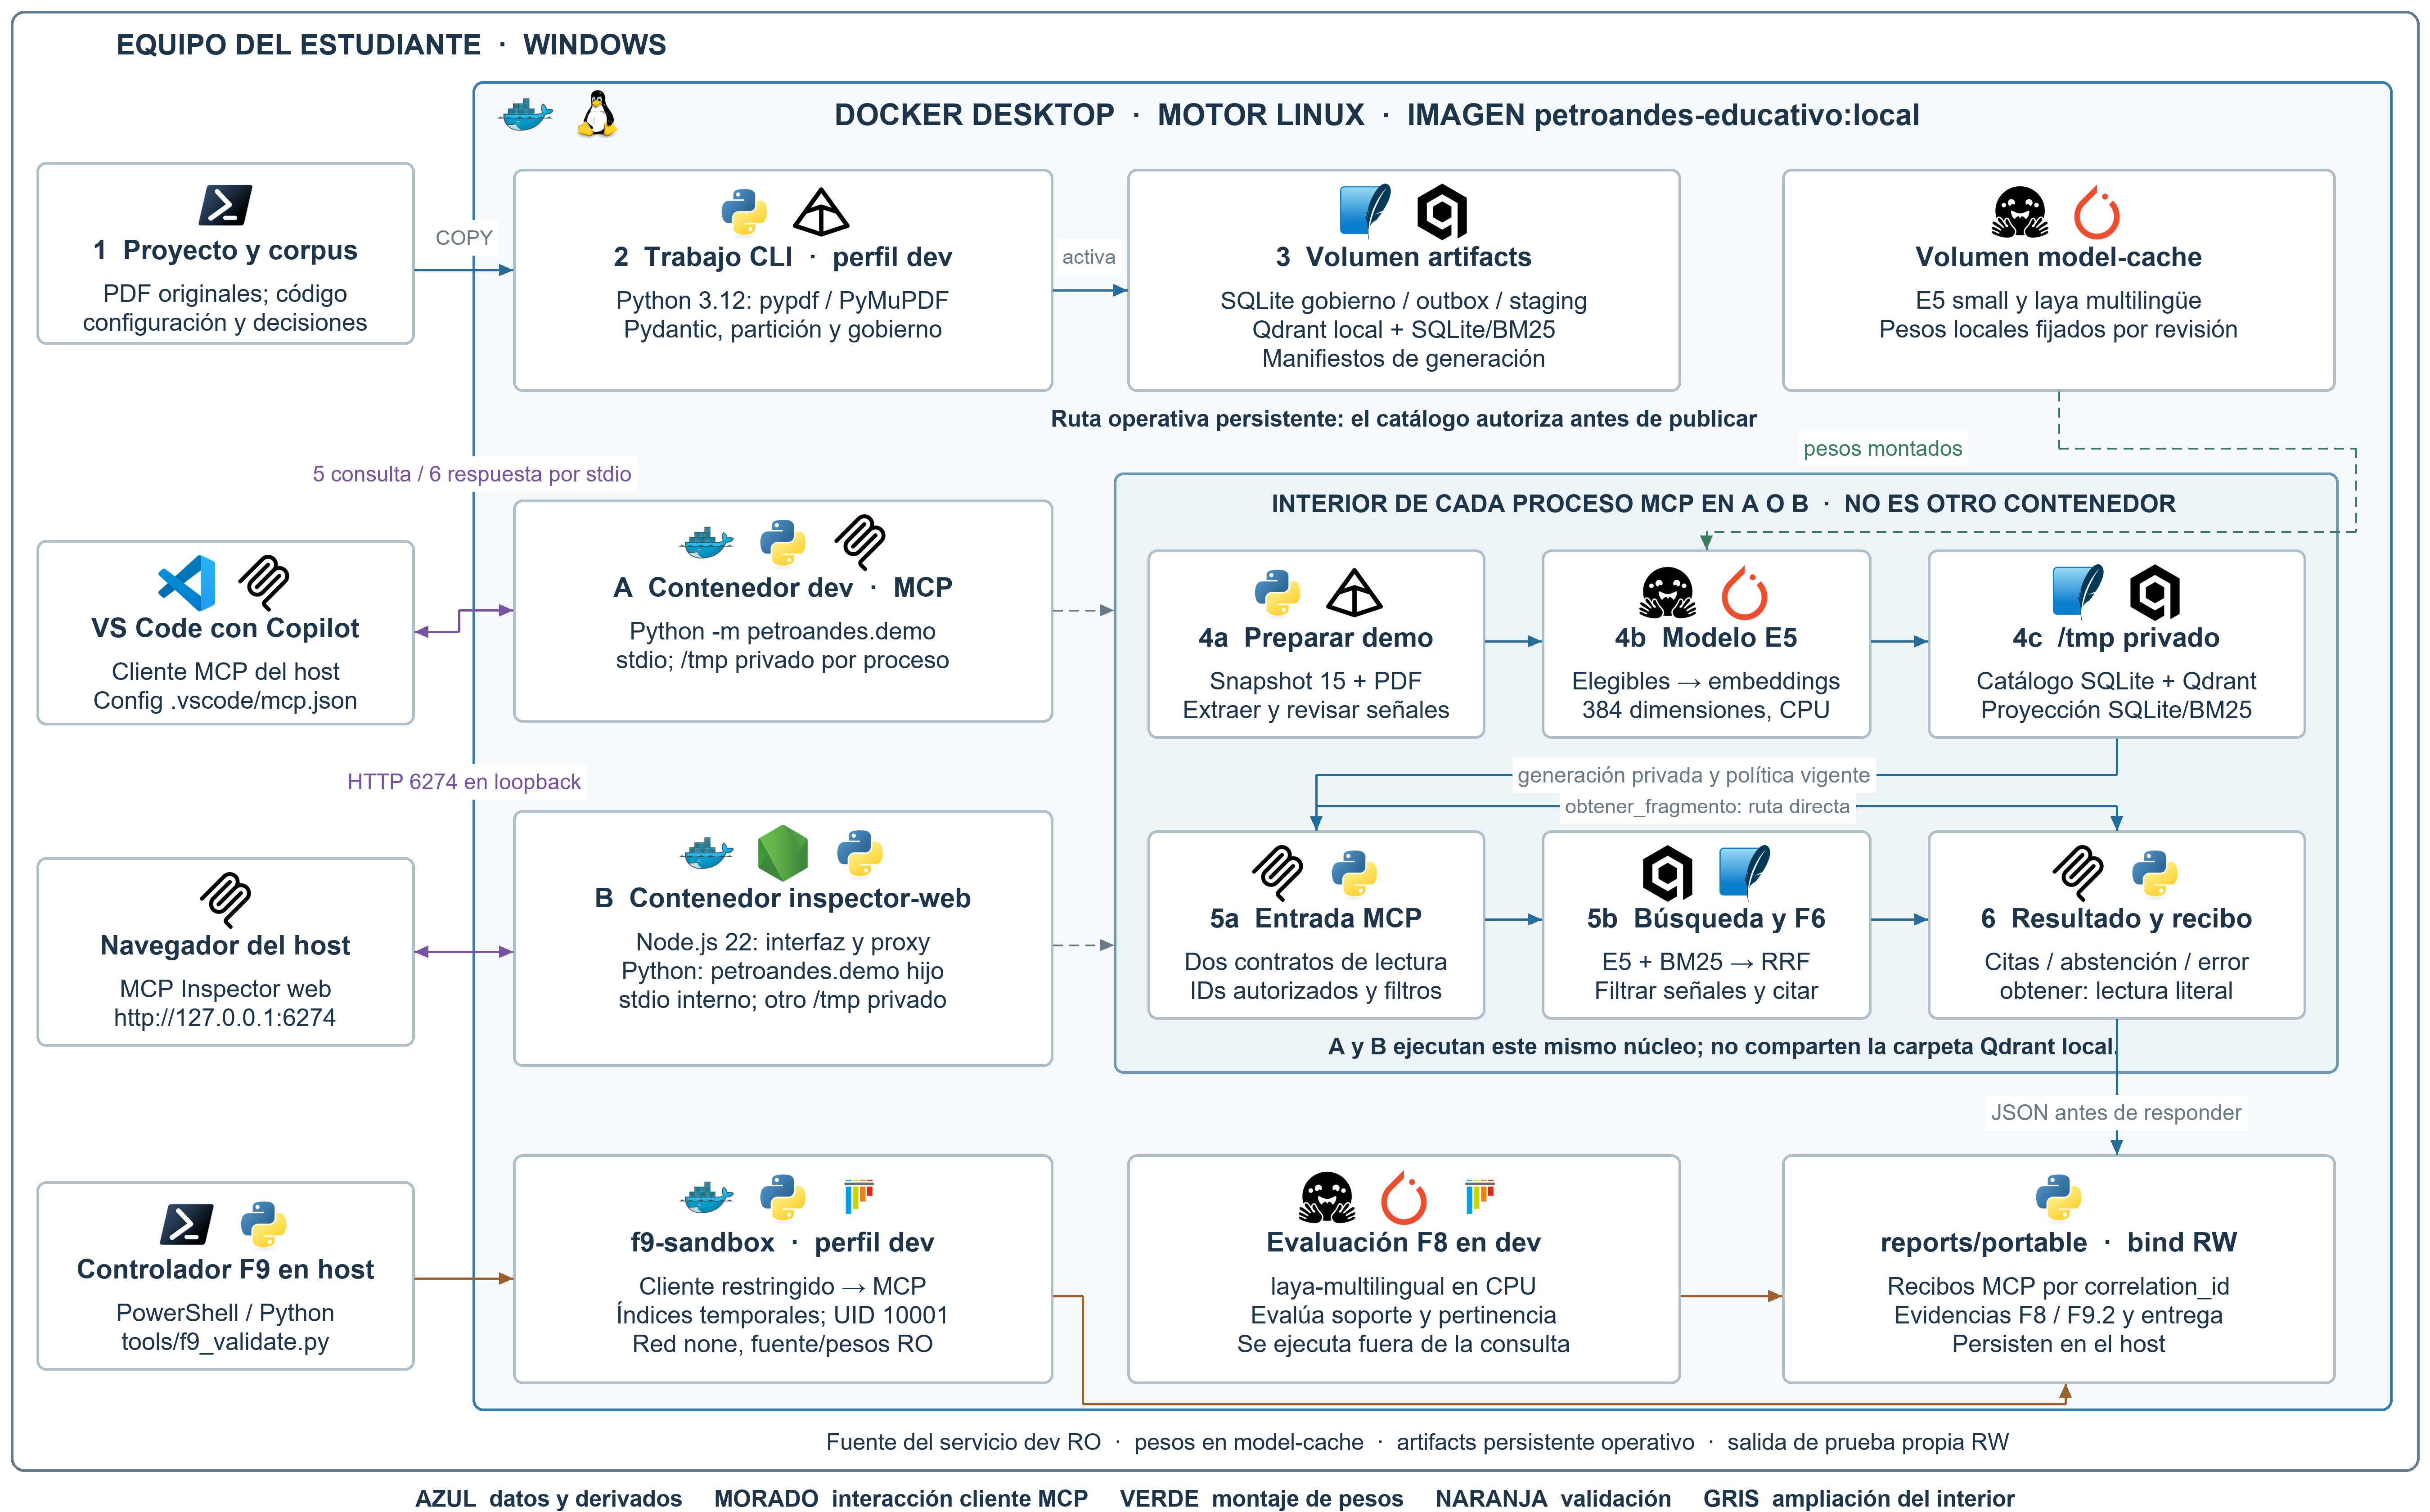 EQUIPO DEL ESTUDIANTE · WINDOWS
DOCKER DESKTOP · MOTOR LINUX · IMAGEN petroandes-educativo:local
1 Proyecto y corpus
PDF originales; código
configuración y decisiones
COPY
2 Trabajo CLI · perfil dev
Python 3.12: pypdf / PyMuPDF
Pydantic, partición y gobierno
activa
3 Volumen artifacts
SQLite gobierno / outbox / staging
Qdrant local + SQLite/BM25
Manifiestos de generación
Volumen model-cache
E5 small y laya multilingüe
Pesos locales fijados por revisión
Ruta operativa persistente: el catálogo autoriza antes de publicar
pesos montados
5 consulta / 6 respuesta por stdio
VS Code con Copilot
Cliente MCP del host
Config .vscode/mcp.json
A Contenedor dev · MCP
Python -m petroandes.demo
stdio; /tmp privado por proceso
INTERIOR DE CADA PROCESO MCP EN A O B · NO ES OTRO CONTENEDOR
4a Preparar demo
Snapshot 15 + PDF
Extraer y revisar señales
4b Modelo E5
Elegibles → embeddings
384 dimensiones, CPU
4c /tmp privado
Catálogo SQLite + Qdrant
Proyección SQLite/BM25
generación privada y política vigente
obtener_fragmento: ruta directa
HTTP 6274 en loopback
Navegador del host
MCP Inspector web
http://127.0.0.1:6274
B Contenedor inspector-web
Node.js 22: interfaz y proxy
Python: petroandes.demo hijo
stdio interno; otro /tmp privado
5a Entrada MCP
Dos contratos de lectura
IDs autorizados y filtros
5b Búsqueda y F6
E5 + BM25 → RRF
Filtrar señales y citar
6 Resultado y recibo
Citas / abstención / error
obtener: lectura literal
A y B ejecutan este mismo núcleo; no comparten la carpeta Qdrant local.
JSON antes de responder
Controlador F9 en host
PowerShell / Python
tools/f9_validate.py
f9-sandbox · perfil dev
Cliente restringido → MCP
Índices temporales; UID 10001
Red none, fuente/pesos RO
Evaluación F8 en dev
laya-multilingual en CPU
Evalúa soporte y pertinencia
Se ejecuta fuera de la consulta
reports/portable · bind RW
Recibos MCP por correlation_id
Evidencias F8 / F9.2 y entrega
Persisten en el host
Fuente del servicio dev RO · pesos en model-cache · artifacts persistente operativo · salida de prueba propia RW
AZUL datos y derivados MORADO interacción cliente MCP VERDE montaje de pesos NARANJA validación GRIS ampliación del interior